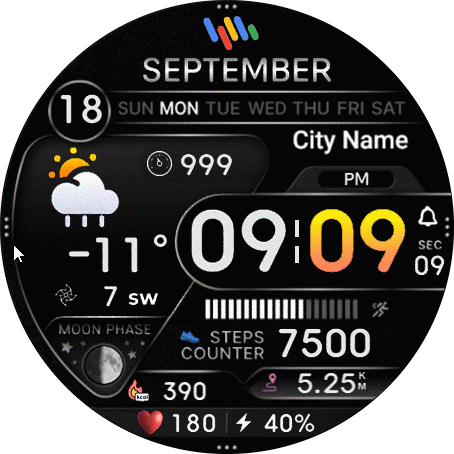 SEPTEMBER
18 SUN MON TUE WED THU FRI SAT
City Name
999
PM
-11°
09:09
SEC
09
7 SW
MOON PHASE
STEPS
COUNTER
7500
kcal
390
5.25 KM
180
40%